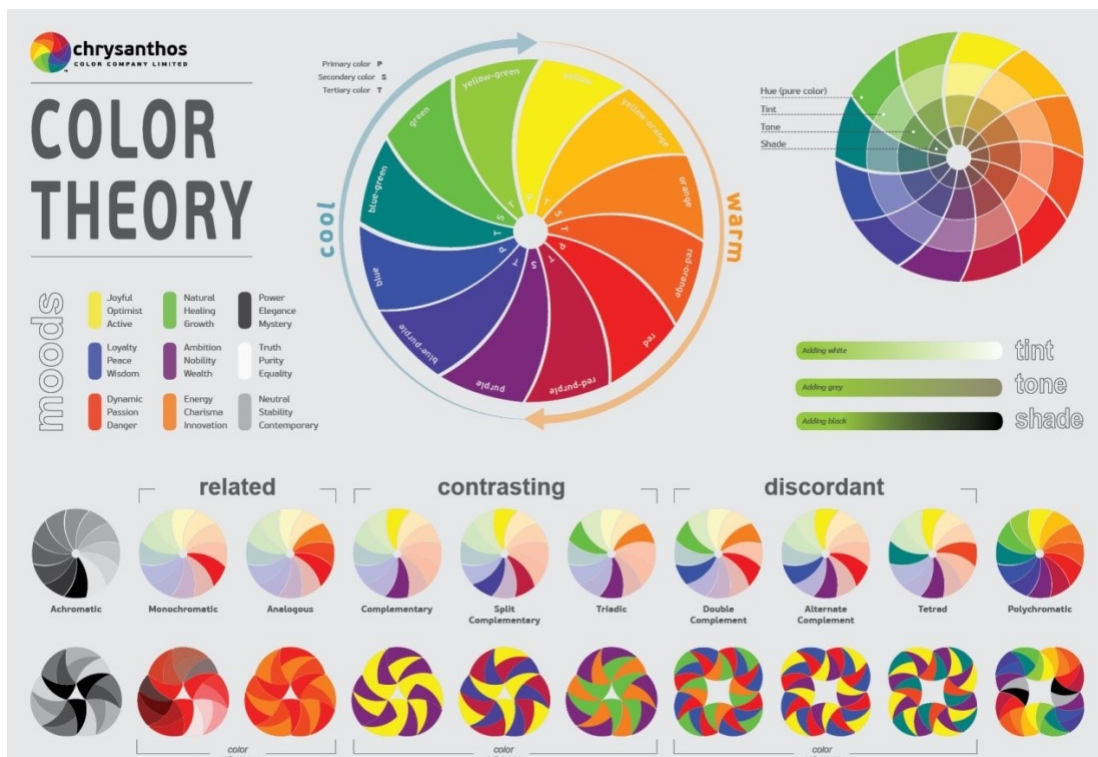 chrysanthos
COLOR COMPANY LIMITED
COLOR
THEORY
Primary color P
Secondary color S
Tertiary color T
yellow-green
yellow
yellow-orange
orange
red-orange
red
red-purple
purple
blue-purple
blue
blue-green
green
P
T
S
T
P
T
S
T
P
T
S
T
cool
warm
Hue (pure color)
Tint
Tone
Shade
moods
Joyful
Optimist
Active
Natural
Healing
Growth
Power
Elegance
Mystery
Loyalty
Peace
Wisdom
Ambition
Nobility
Wealth
Truth
Purity
Equality
Dynamic
Passion
Danger
Energy
Charisma
Innovation
Neutral
Stability
Contemporary
Adding white
tint
Adding grey
tone
Adding black
shade
related
contrasting
discordant
Achromatic
Monochromatic
Analogous
Complementary
Split
Complementary
Triadic
Double
Complement
Alternate
Complement
Tetrad
Polychromatic
color
color
color